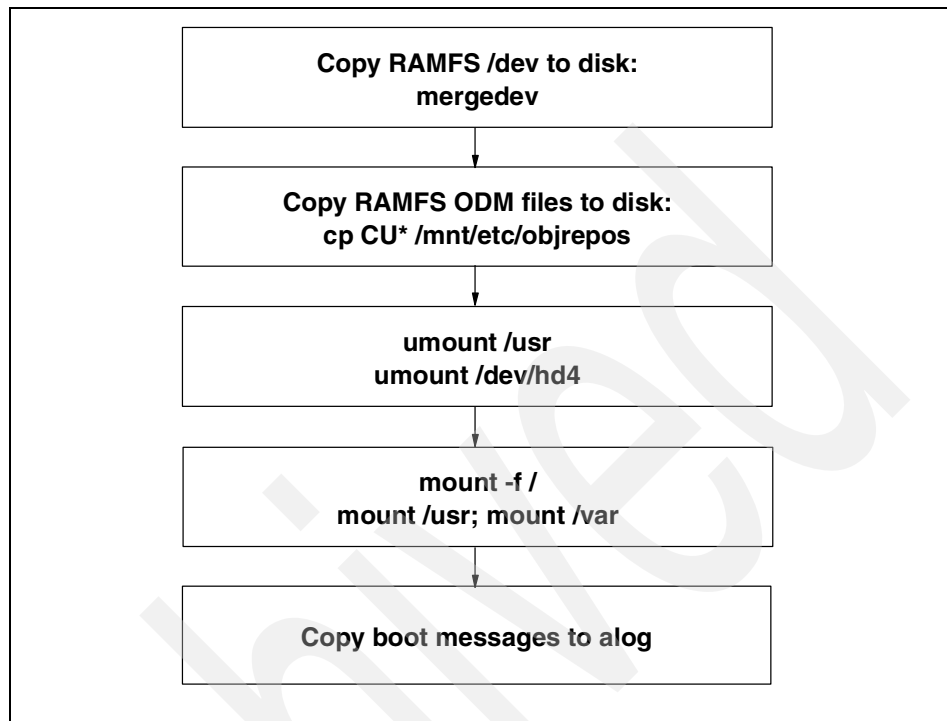 Copy RAMFS /dev to disk:
mergedev
Copy RAMFS ODM files to disk:
cp CU* /mnt/etc/objrepos
umount /usr
umount /dev/hd4
mount -f /
mount /usr; mount /var
Copy boot messages to alog
hived